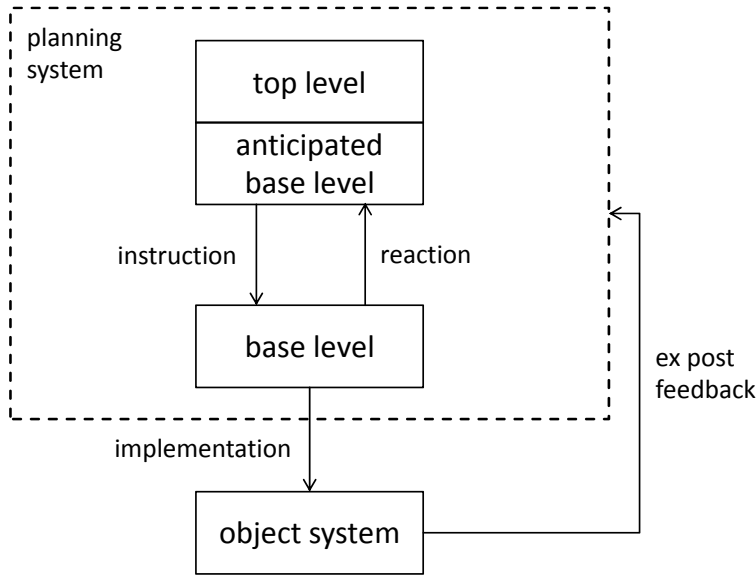 planning
system
top level
anticipated
base level
instruction
reaction
base level
ex post
feedback
implementation
object system